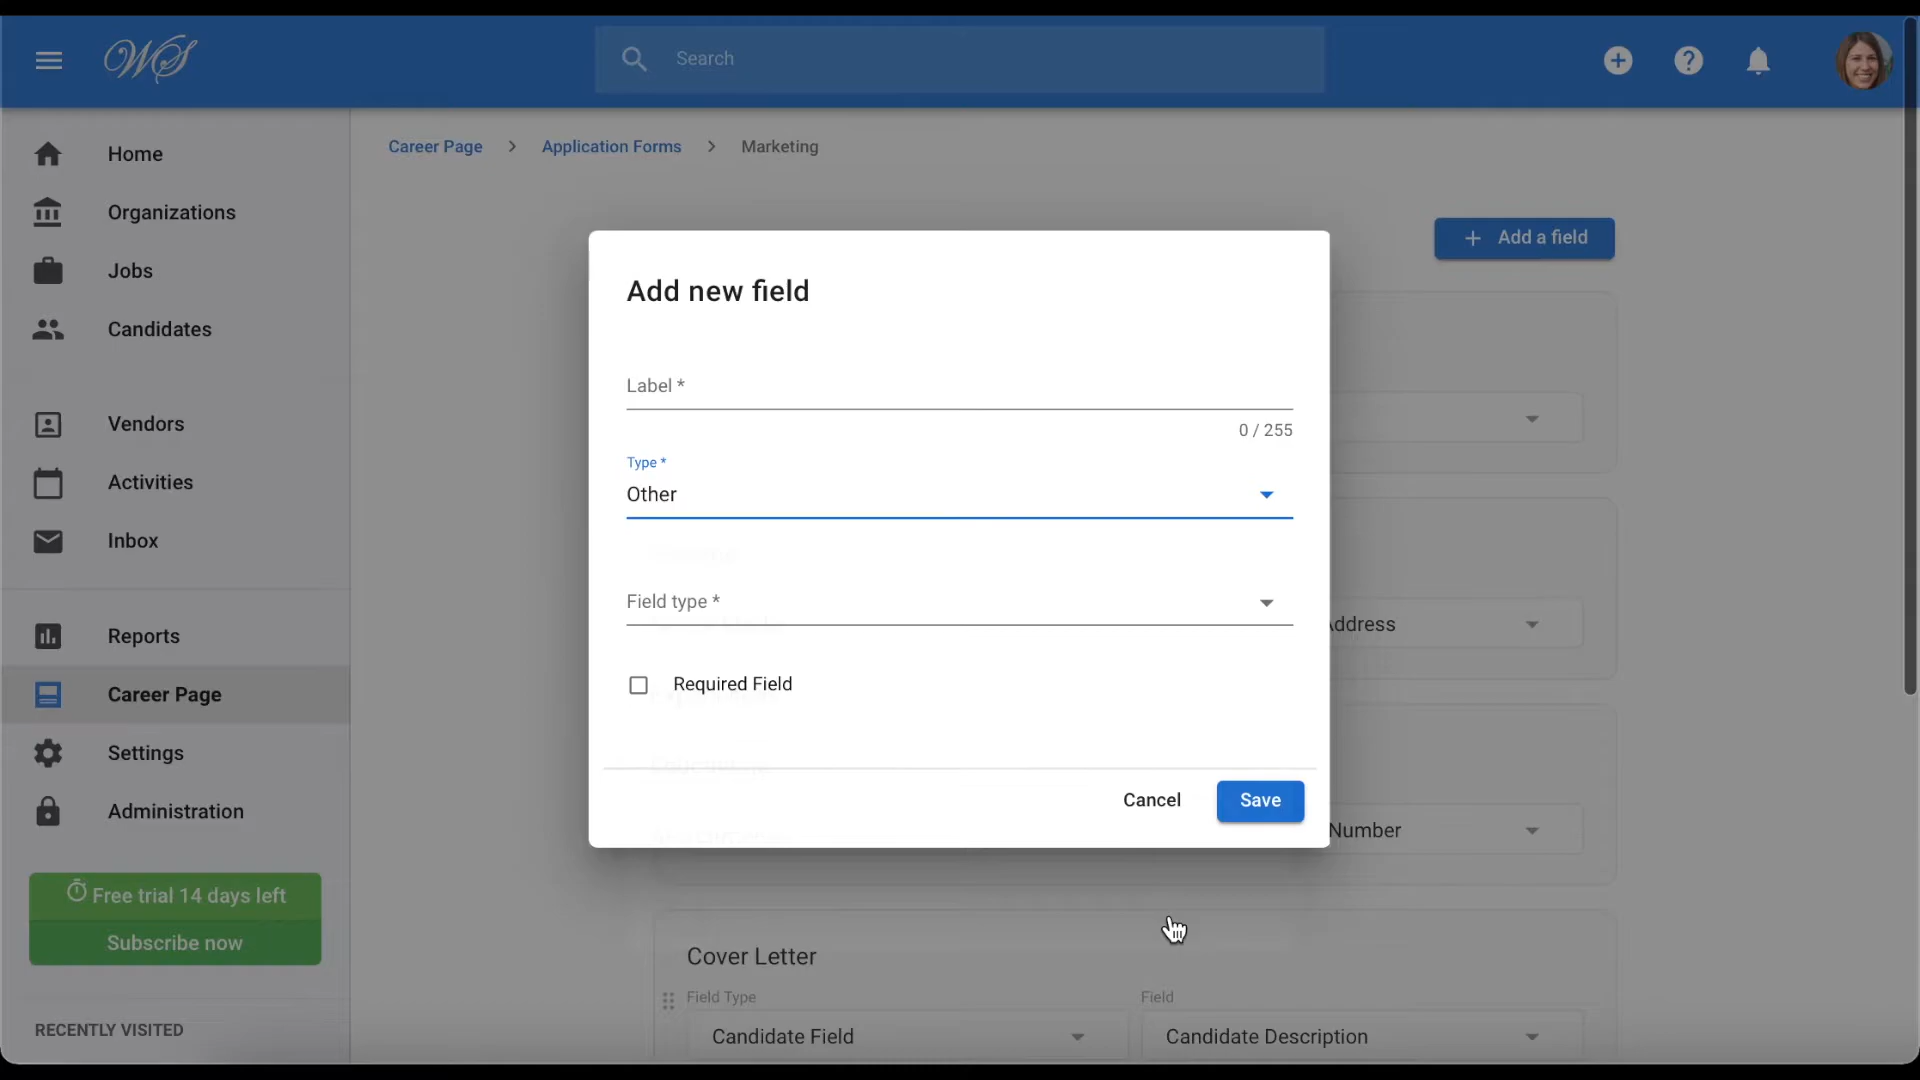 WS
Search
Home
Organizations
Jobs
Candidates
Vendors
Activities
Inbox
Reports
Career Page
Settings
Administration
Free trial 14 days left
Subscribe now
RECENTLY VISITED
Career Page > Application Forms > Marketing
+ Add a field
Add new field
Label *
0 / 255
Type *
Other
Field type *
Required Field
Cancel
Save
Address
Number
Cover Letter
Field Type
Field
Candidate Field
Candidate Description